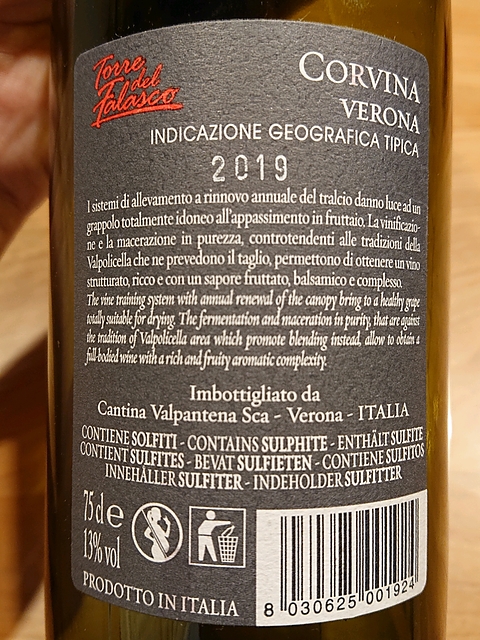 Torre
del
Falasco
CORVINA
VERONA
INDICAZIONE GEOGRAFICA TIPICA
2019
I sistemi di allevamento a rinnovo annuale del tralcio danno luce ad un
grappolo totalmente idoneo all'appassimento in fruttaio. La vinificazio-
ne e la macerazione in purezza, controtendenti alle tradizioni della
Valpolicella che ne prevedono il taglio, permettono di ottenere un vino
strutturato, ricco e con un sapore fruttato, balsamico e complesso.
The vine training system with annual renewal of the canopy bring to a healthy grape
totally suitable for drying. The fermentation and maceration in purity, that are against
the tradition of Valpolicella area which promote blending instead, allow to obtain a
full-bodied wine with a rich and fruity aromatic complexity.
Imbottigliato da
Cantina Valpantena Sca - Verona - ITALIA
CONTIENE SOLFITI - CONTAINS SULPHITE - ENTHÄLT SULFITE
CONTIENT SULFITES - BEVAT SULFIETEN - CONTIENE SULFITOS
INNEHÅLLER SULFITER - INDEHOLDER SULFITTER
75 cl e
13% vol
PRODOTTO IN ITALIA
8 030625 001924